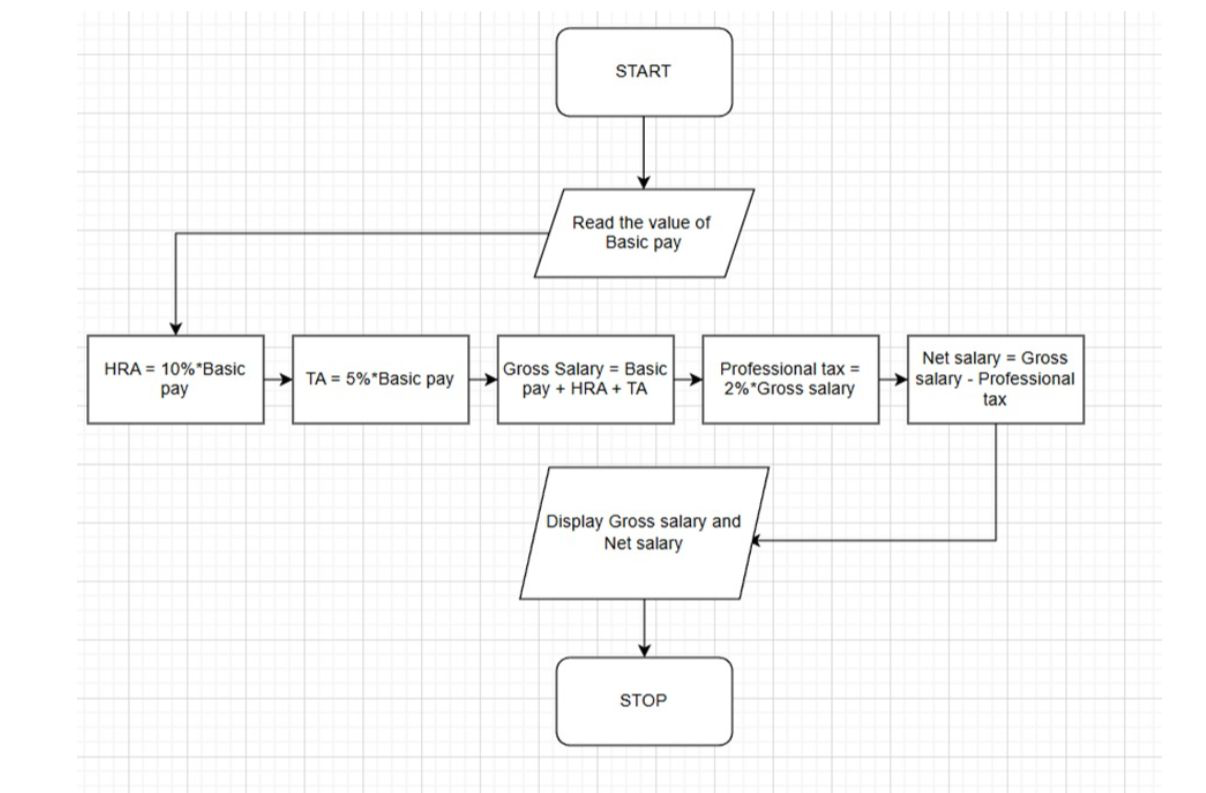 START
Read the value of
Basic pay
HRA = 10%*Basic
pay
TA = 5%*Basic pay
Gross Salary = Basic
pay + HRA + TA
Professional tax =
2%*Gross salary
Net salary = Gross
salary - Professional
tax
Display Gross salary and
Net salary
STOP